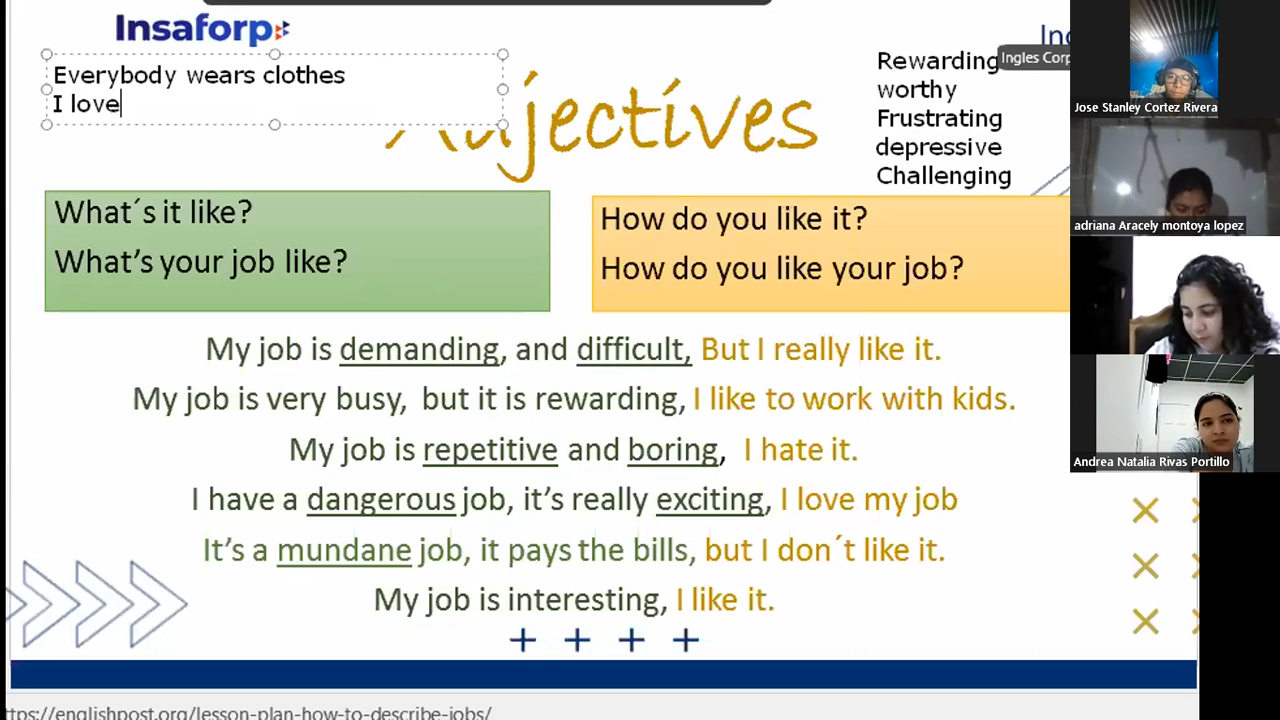 Insaforp
Everybody wears clothes
I love
Adjectives
Rewarding
worthy
Frustrating
depressive
Challenging
Ingles Corp
What´s it like?
What's your job like?
How do you like it?
How do you like your job?
My job is demanding, and difficult, But I really like it.
My job is very busy, but it is rewarding, I like to work with kids.
My job is repetitive and boring, I hate it.
I have a dangerous job, it's really exciting, I love my job
It's a mundane job, it pays the bills, but I don´t like it.
My job is interesting, I like it.
ttps://englishpost.org/lesson-plan-how-to-describe-jobs/
Jose Stanley Cortez Rivera
adriana Aracely montoya lopez
Andrea Natalia Rivas Portillo